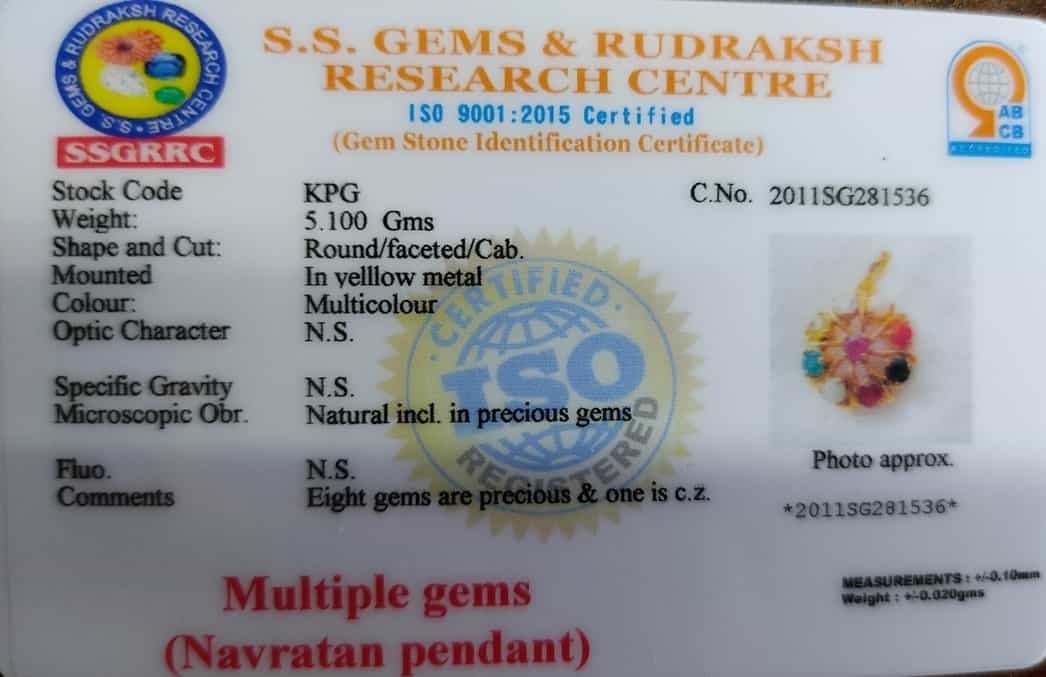 S.S. GEMS & RUDRAKSH RESEARCH CENTRE
SSGRRC
S.S. GEMS & RUDRAKSH
RESEARCH CENTRE
ISO 9001:2015 Certified
(Gem Stone Identification Certificate)
AB
CB
ACCREDITED
Stock Code KPG C.No. 2011SG281536
Weight: 5.100 Gms
Shape and Cut: Round/faceted/Cab.
Mounted In yelllow metal
Colour: Multicolour
Optic Character N.S.
Specific Gravity N.S.
Microscopic Obr. Natural incl. in precious gems
Fluo. N.S.
Comments Eight gems are precious & one is c.z.
CERTIFIED
ISO
REGISTERED
Photo approx.
*2011SG281536*
MEASUREMENTS : +/-0.10mm
Weight : +/-0.020gms
Multiple gems
(Navratan pendant)